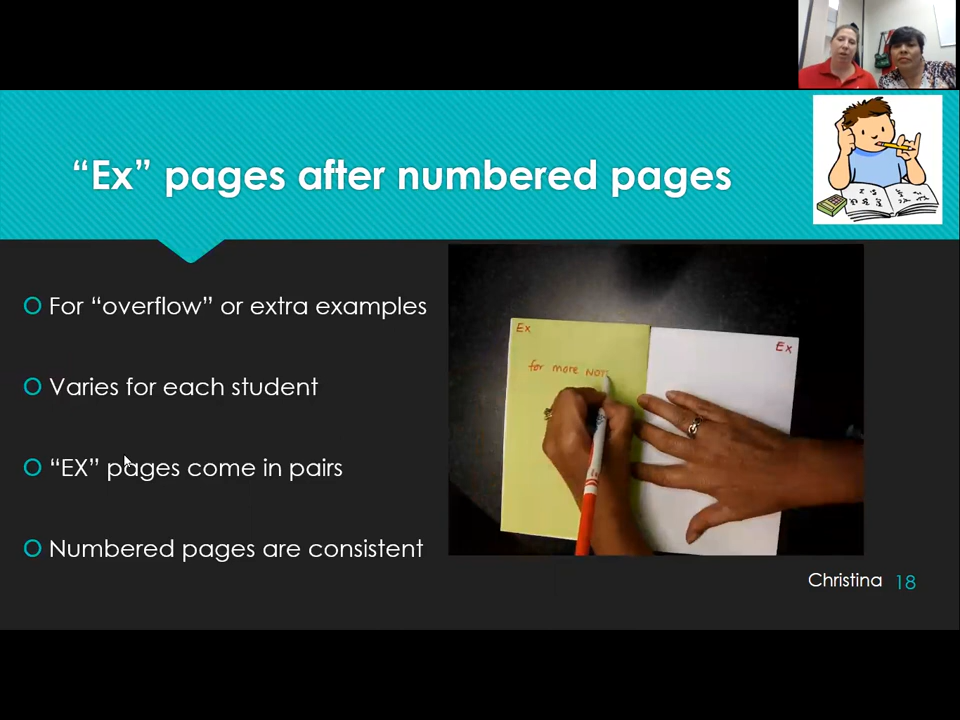 “Ex” pages after numbered pages
For “overflow” or extra examples
Varies for each student
“EX” pages come in pairs
Numbered pages are consistent
Ex
Ex
for more NOT
Christina 18